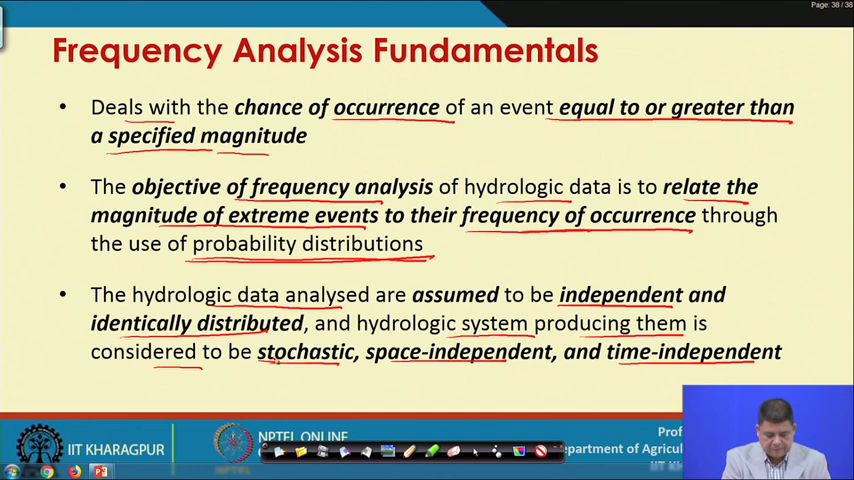 Page: 38 / 38
Frequency Analysis Fundamentals
• Deals with the chance of occurrence of an event equal to or greater than
a specified magnitude
• The objective of frequency analysis of hydrologic data is to relate the
magnitude of extreme events to their frequency of occurrence through
the use of probability distributions
• The hydrologic data analysed are assumed to be independent and
identically distributed, and hydrologic system producing them is
considered to be stochastic, space-independent, and time-independent
IIT KHARAGPUR
NPTEL ONLINE
Prof
epartment of Agricul
IIT Kha